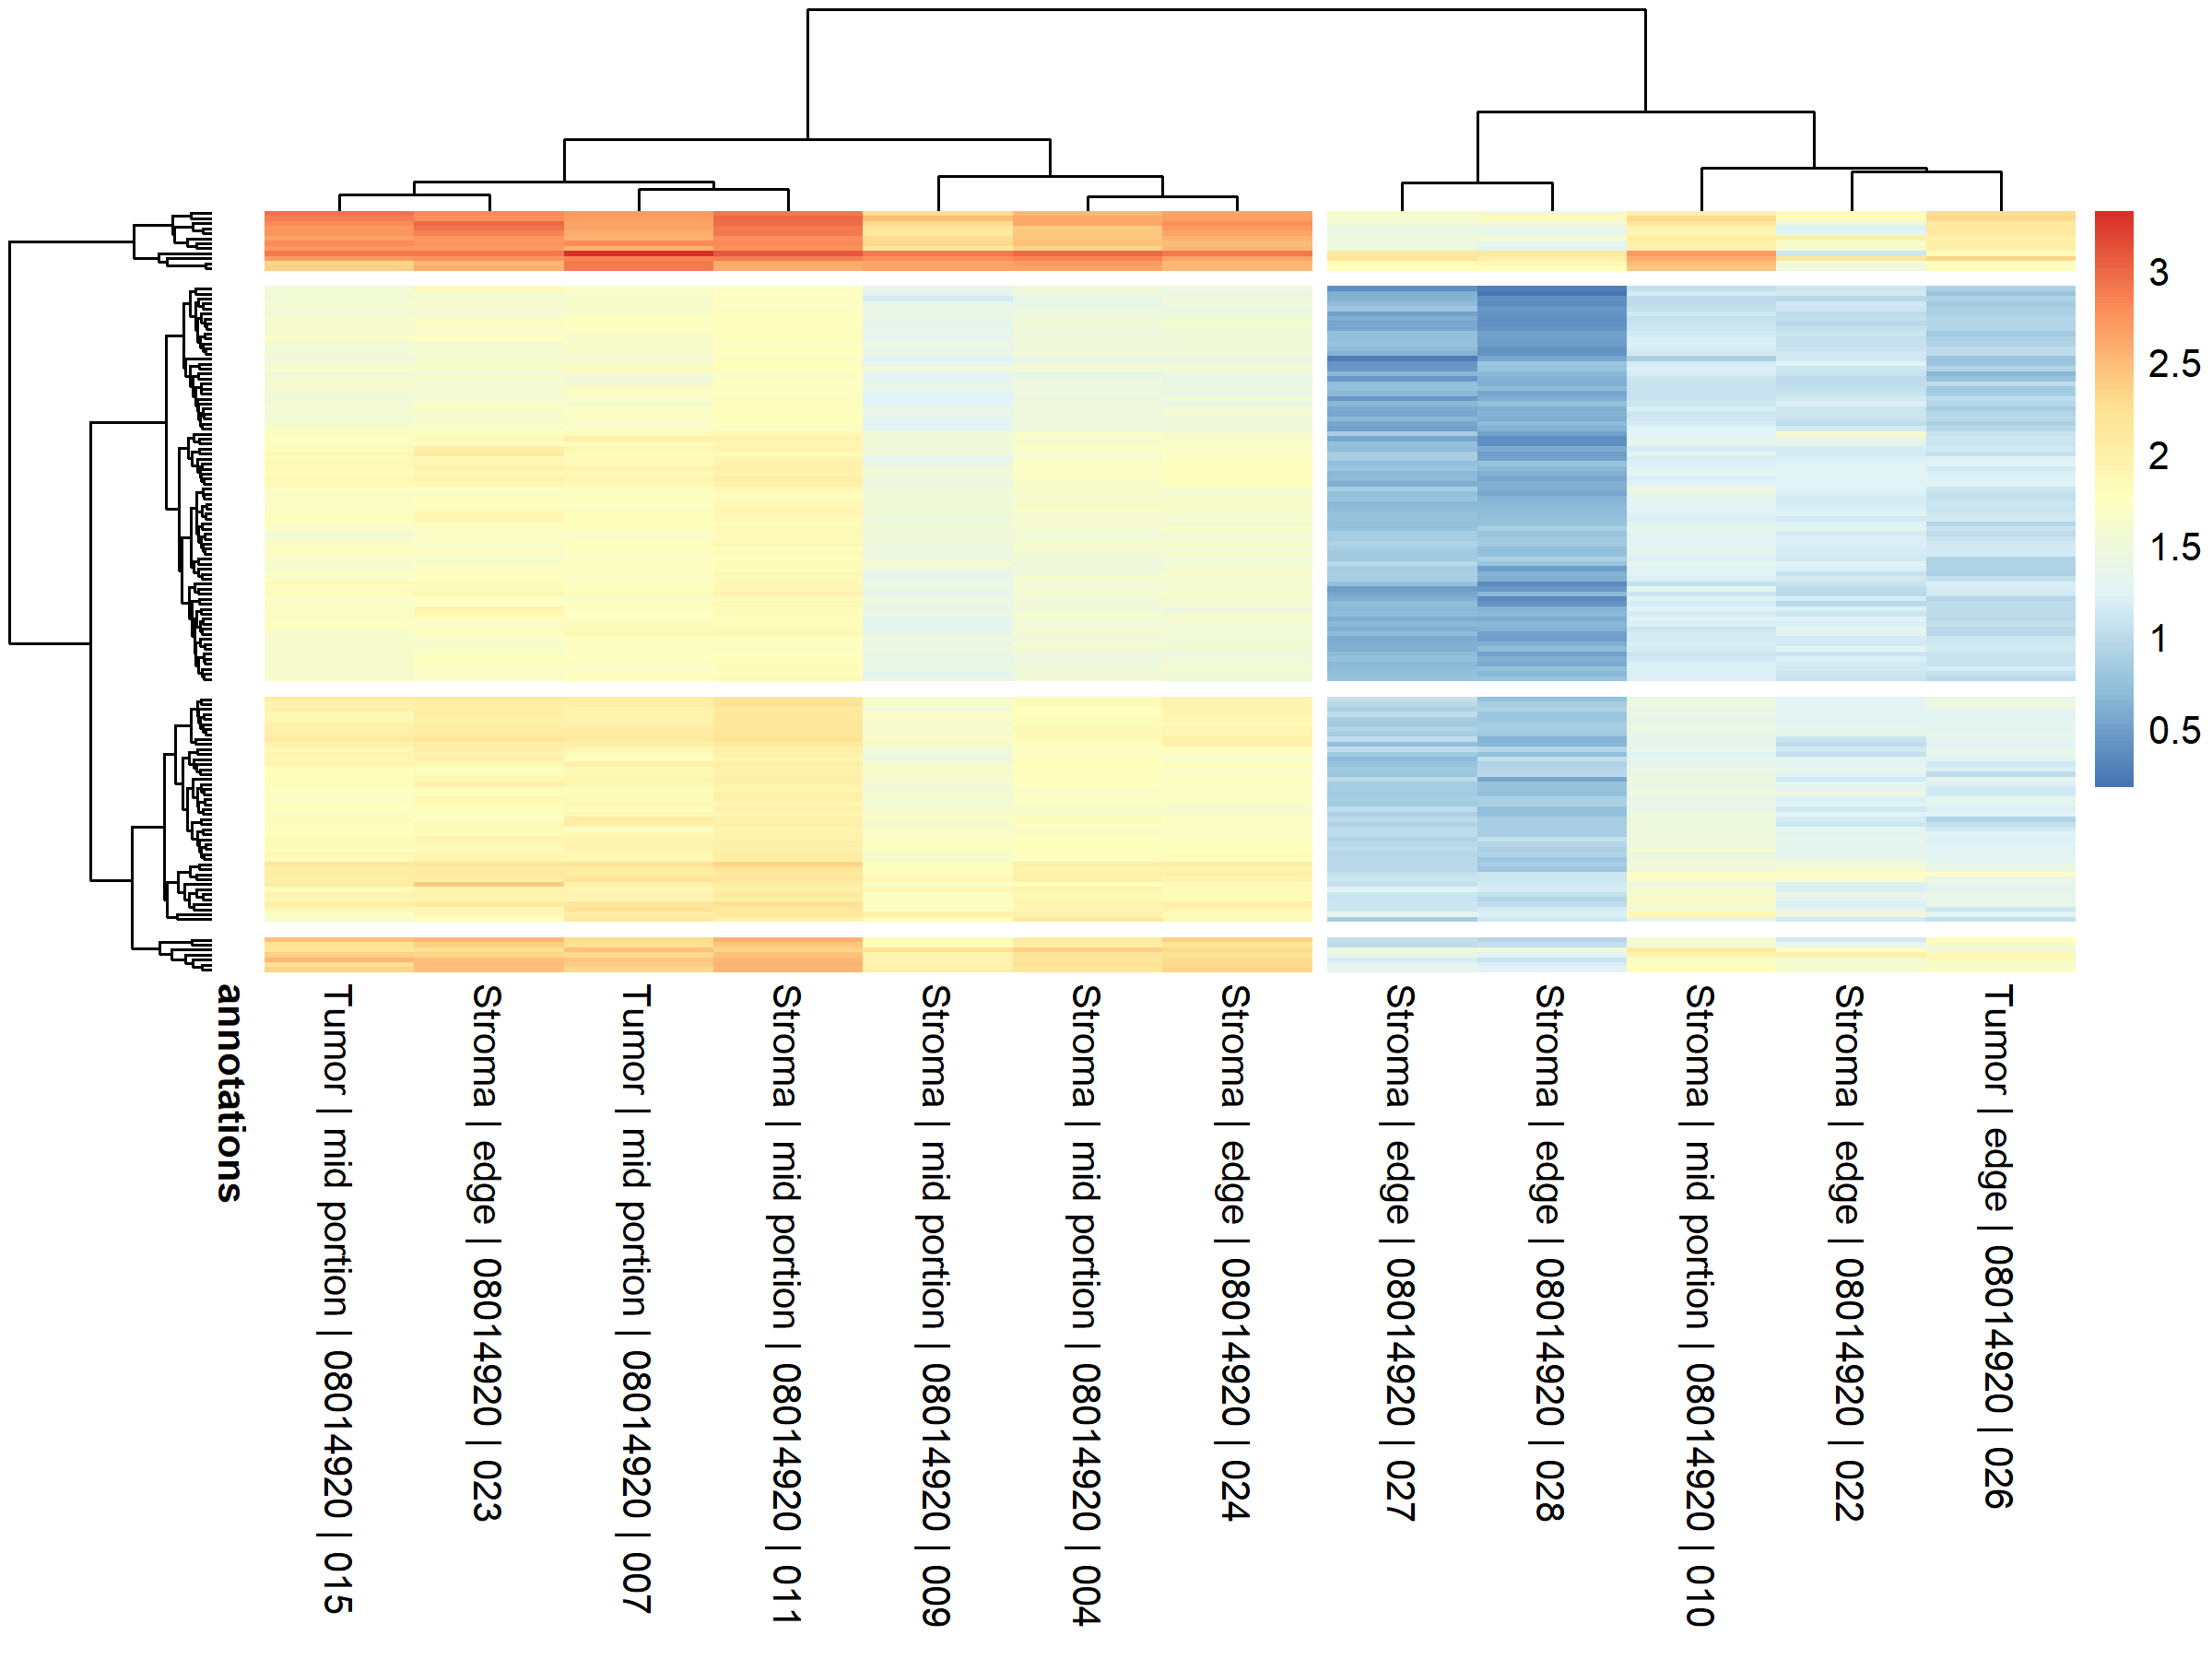 3
2.5
2
1.5
1
0.5
annotations
Tumor | mid portion | 08014920 | 015
Stroma | edge | 08014920 | 023
Tumor | mid portion | 08014920 | 007
Stroma | mid portion | 08014920 | 011
Stroma | mid portion | 08014920 | 009
Stroma | mid portion | 08014920 | 004
Stroma | edge | 08014920 | 024
Stroma | edge | 08014920 | 027
Stroma | edge | 08014920 | 028
Stroma | mid portion | 08014920 | 010
Stroma | edge | 08014920 | 022
Tumor | edge | 08014920 | 026